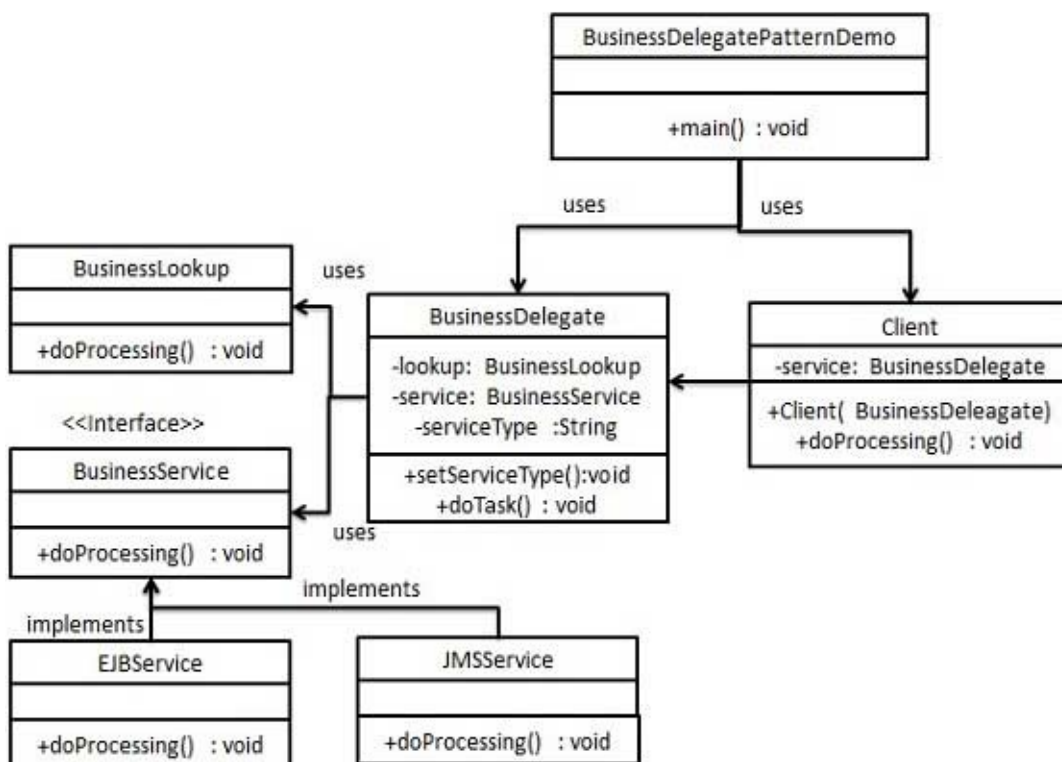 BusinessDelegatePatternDemo
+main() : void
uses
uses
BusinessLookup
+doProcessing() : void
uses
BusinessDelegate
-lookup: BusinessLookup
-service: BusinessService
-serviceType :String
+setServiceType():void
+doTask() : void
Client
-service: BusinessDelegate
+Client( BusinessDeleagate)
+doProcessing() : void
<<Interface>>
BusinessService
+doProcessing() : void
uses
implements
implements
EJBService
+doProcessing() : void
JMSService
+doProcessing() : void